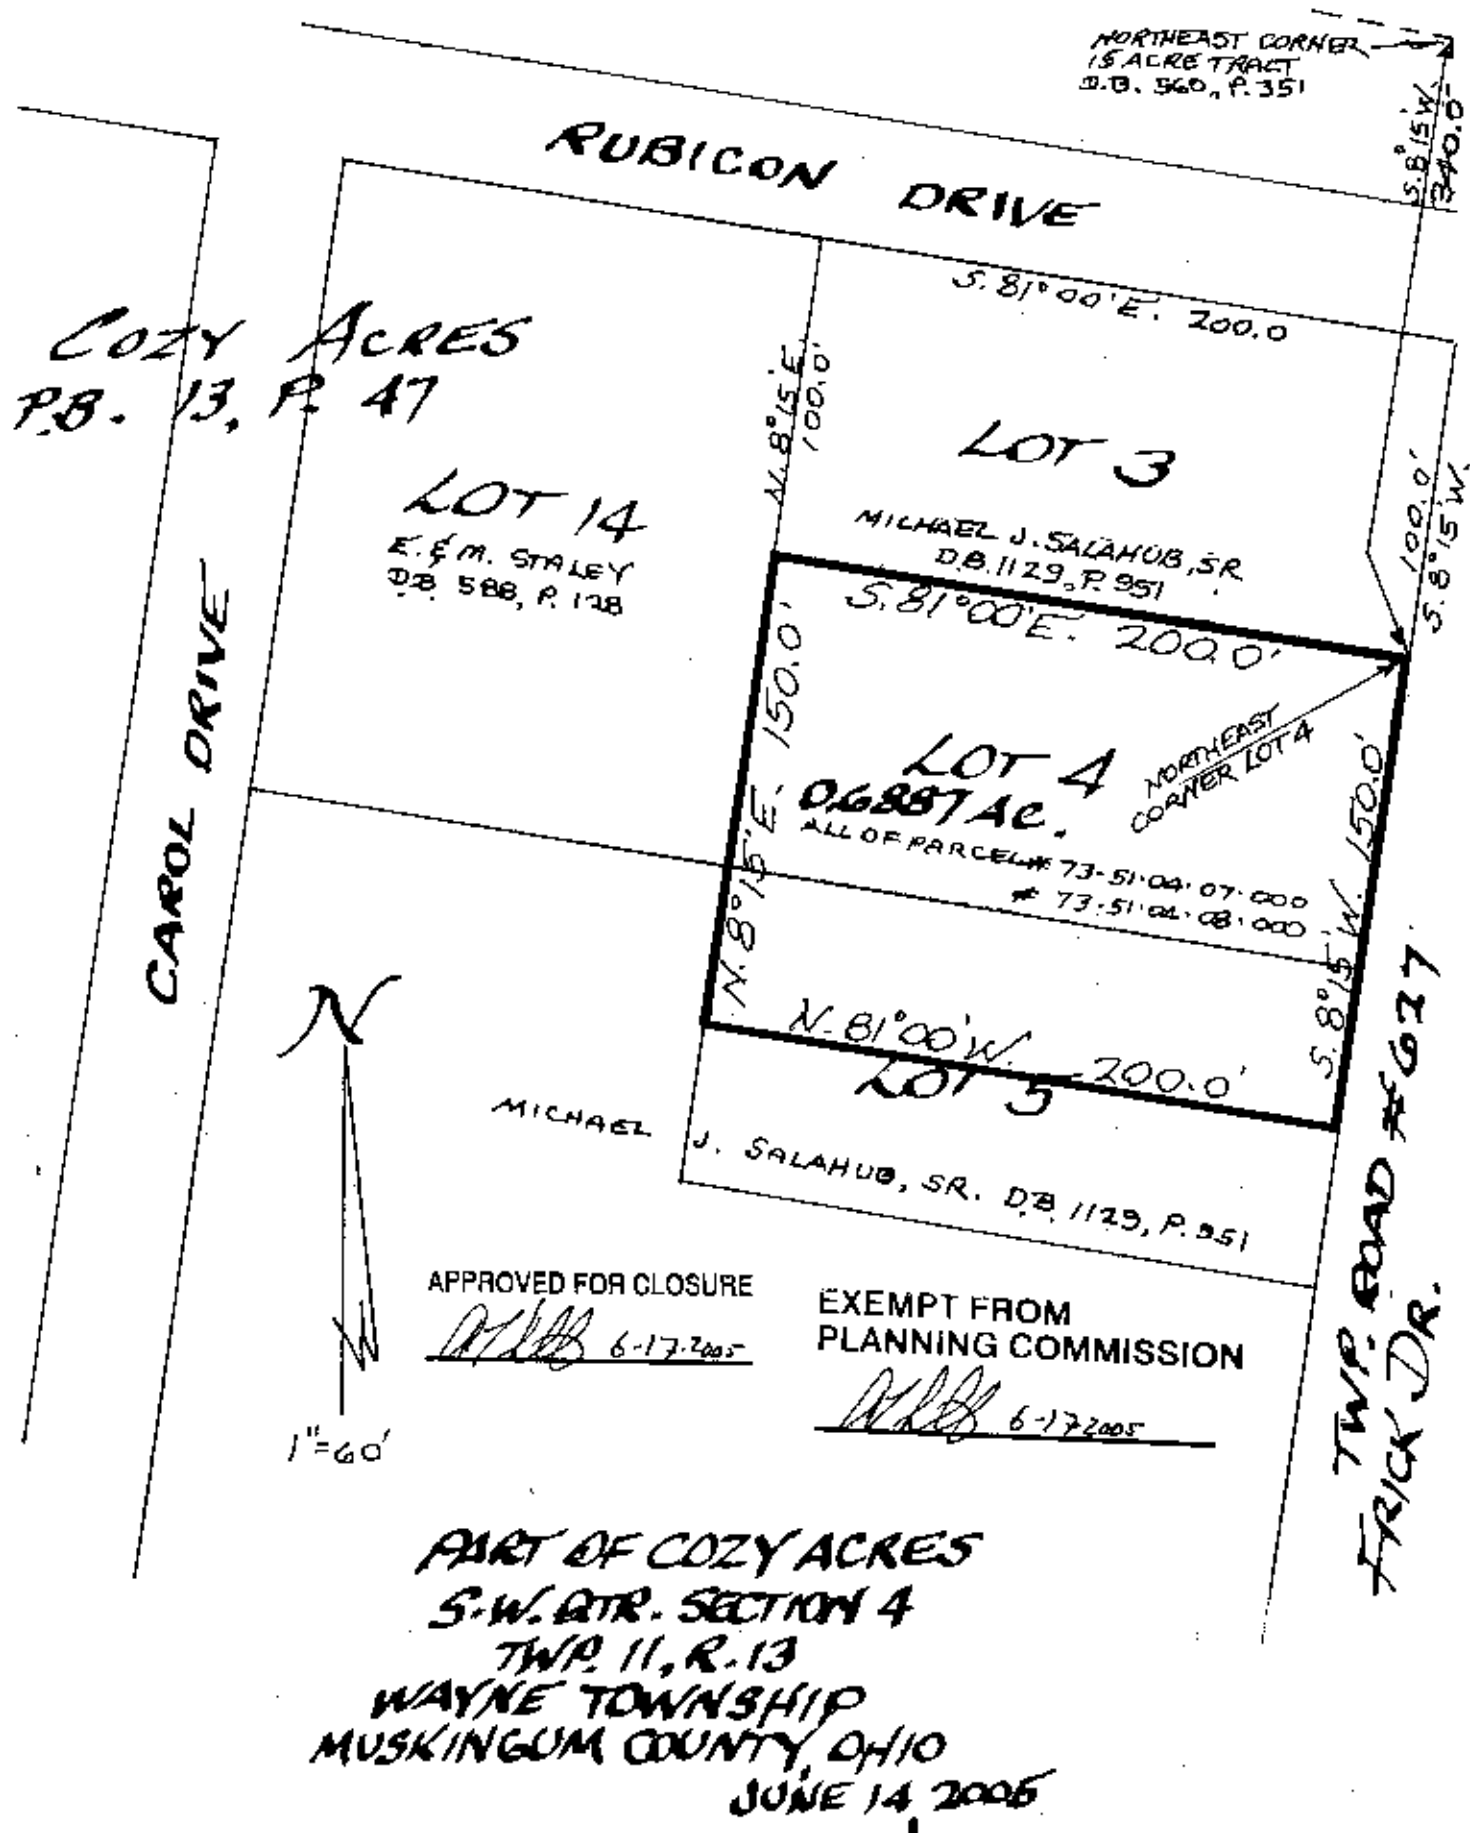 NORTHEAST CORNER
15 ACRE TRACT
D.B. 560, P. 351
S. 8°15'W.
340.0'
RUBICON DRIVE
S. 81°00'E. 200.0
COZY ACRES
P.B. 13, P. 47
N. 8°15'E
100.0'
LOT 3
MICHAEL J. SALAHUB, SR
D.B. 1129, P. 951
100.0'
S. 8°15'W.
LOT 14
E. & M. STALEY
D.B. 588, P. 128
S. 81°00'E. 200.0'
N. 8°15'E. 150.0'
LOT 4
0.6887 AC.
ALL OF PARCEL # 73-51-04-07-000
# 73-51-04-08-000
NORTHEAST
CORNER LOT 4
S. 8°15'W. 150.0'
CAROL DRIVE
N. 81°00'W. 200.0'
LOT 5
MICHAEL J. SALAHUB, SR. D.B. 1129, P. 951
TWP. ROAD # 627
FRICK DR.
N
1"=60'
APPROVED FOR CLOSURE
6-17-2005
EXEMPT FROM
PLANNING COMMISSION
6-17 2005
PART OF COZY ACRES
S.W. QTR. SECTION 4
TWP. 11, R. 13
WAYNE TOWNSHIP
MUSKINGUM COUNTY, OHIO
JUNE 14, 2005